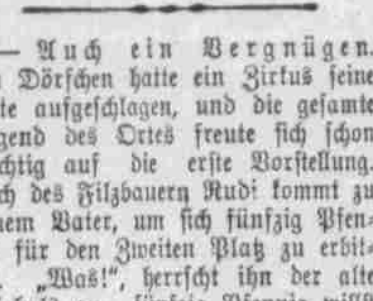 — Auch ein Vergnügen.
Dörfchen hatte ein Zirkus seine
te aufgeschlagen, und die gesamte
gend des Ortes freute sich schon
chtig auf die erste Vorstellung.
ch des Filzbauern Rudi kommt zu
nem Vater, um sich fünfzig Pfen-
für den Zweiten Platz zu erbit-
„Was!", herrscht ihn der alte